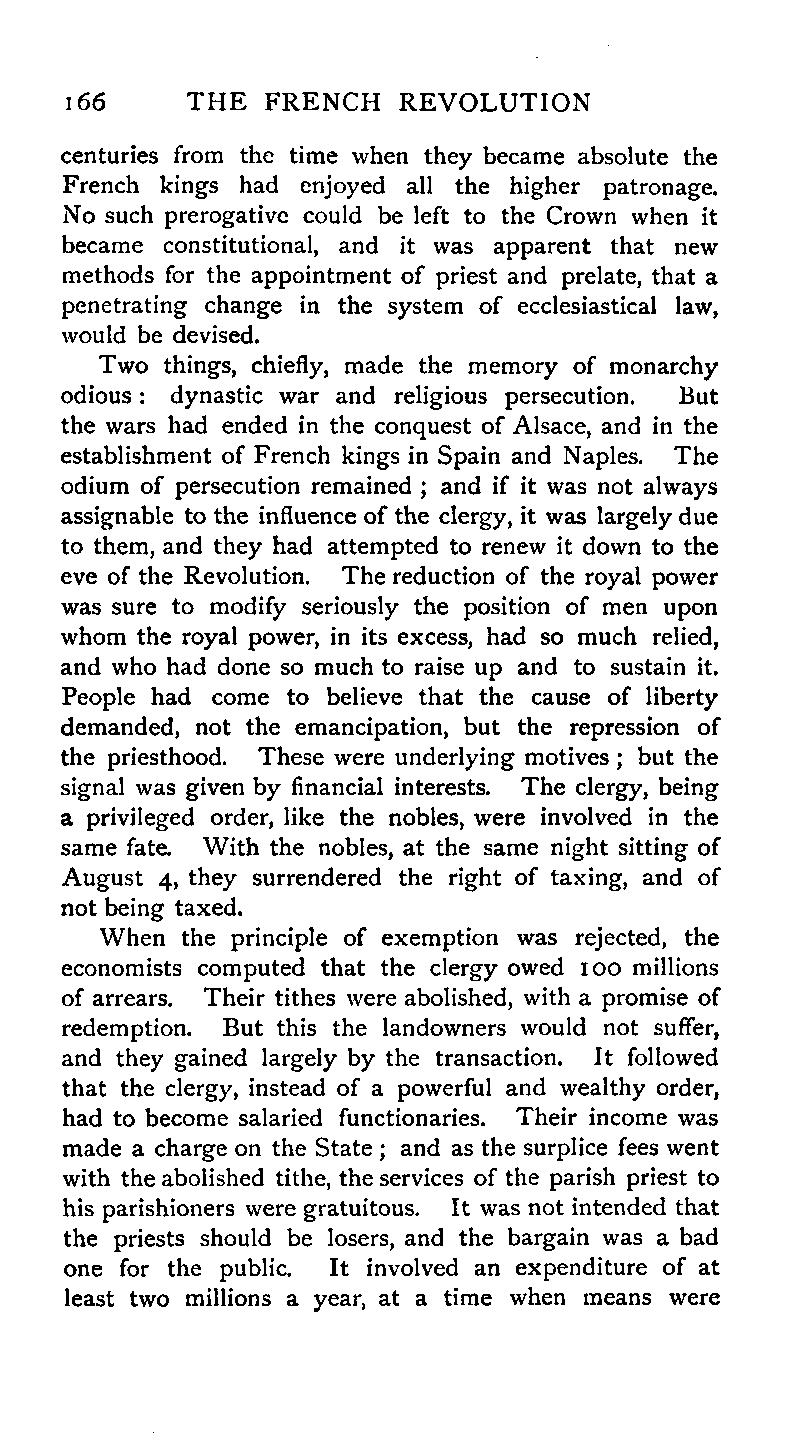 166 THE FRENCH REVOLUTION
centuries from the time when they became absolute the
French kings had enjoyed all the higher patronage.
No such prerogative could be left to the Crown when it
became constitutional, and it was apparent that new
methods for the appointment of priest and prelate, that a
penetrating change in the system of ecclesiastical law,
would be devised.
Two things, chiefly, made the memory of monarchy
odious : dynastic war and religious persecution. But
the wars had ended in the conquest of Alsace, and in the
establishment of French kings in Spain and Naples. The
odium of persecution remained ; and if it was not always
assignable to the influence of the clergy, it was largely due
to them, and they had attempted to renew it down to the
eve of the Revolution. The reduction of the royal power
was sure to modify seriously the position of men upon
whom the royal power, in its excess, had so much relied,
and who had done so much to raise up and to sustain it.
People had come to believe that the cause of liberty
demanded, not the emancipation, but the repression of
the priesthood. These were underlying motives ; but the
signal was given by financial interests. The clergy, being
a privileged order, like the nobles, were involved in the
same fate. With the nobles, at the same night sitting of
August 4, they surrendered the right of taxing, and of
not being taxed.
When the principle of exemption was rejected, the
economists computed that the clergy owed 100 millions
of arrears. Their tithes were abolished, with a promise of
redemption. But this the landowners would not suffer,
and they gained largely by the transaction. It followed
that the clergy, instead of a powerful and wealthy order,
had to become salaried functionaries. Their income was
made a charge on the State ; and as the surplice fees went
with the abolished tithe, the services of the parish priest to
his parishioners were gratuitous. It was not intended that
the priests should be losers, and the bargain was a bad
one for the public. It involved an expenditure of at
least two millions a year, at a time when means were